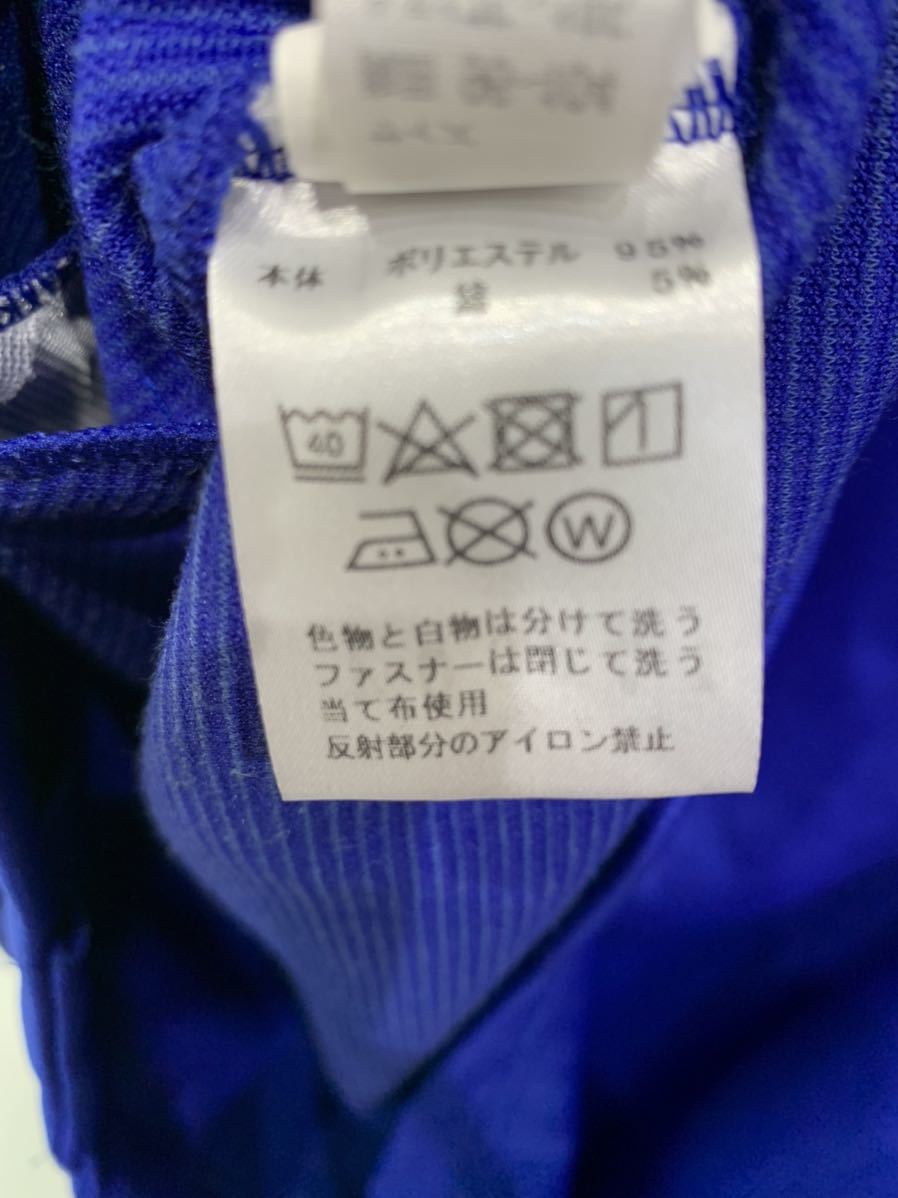 本体 ポリエステル 95%
綿 5%
40
W
色物と白物は分けて洗う
ファスナーは閉じて洗う
当て布使用
反射部分のアイロン禁止